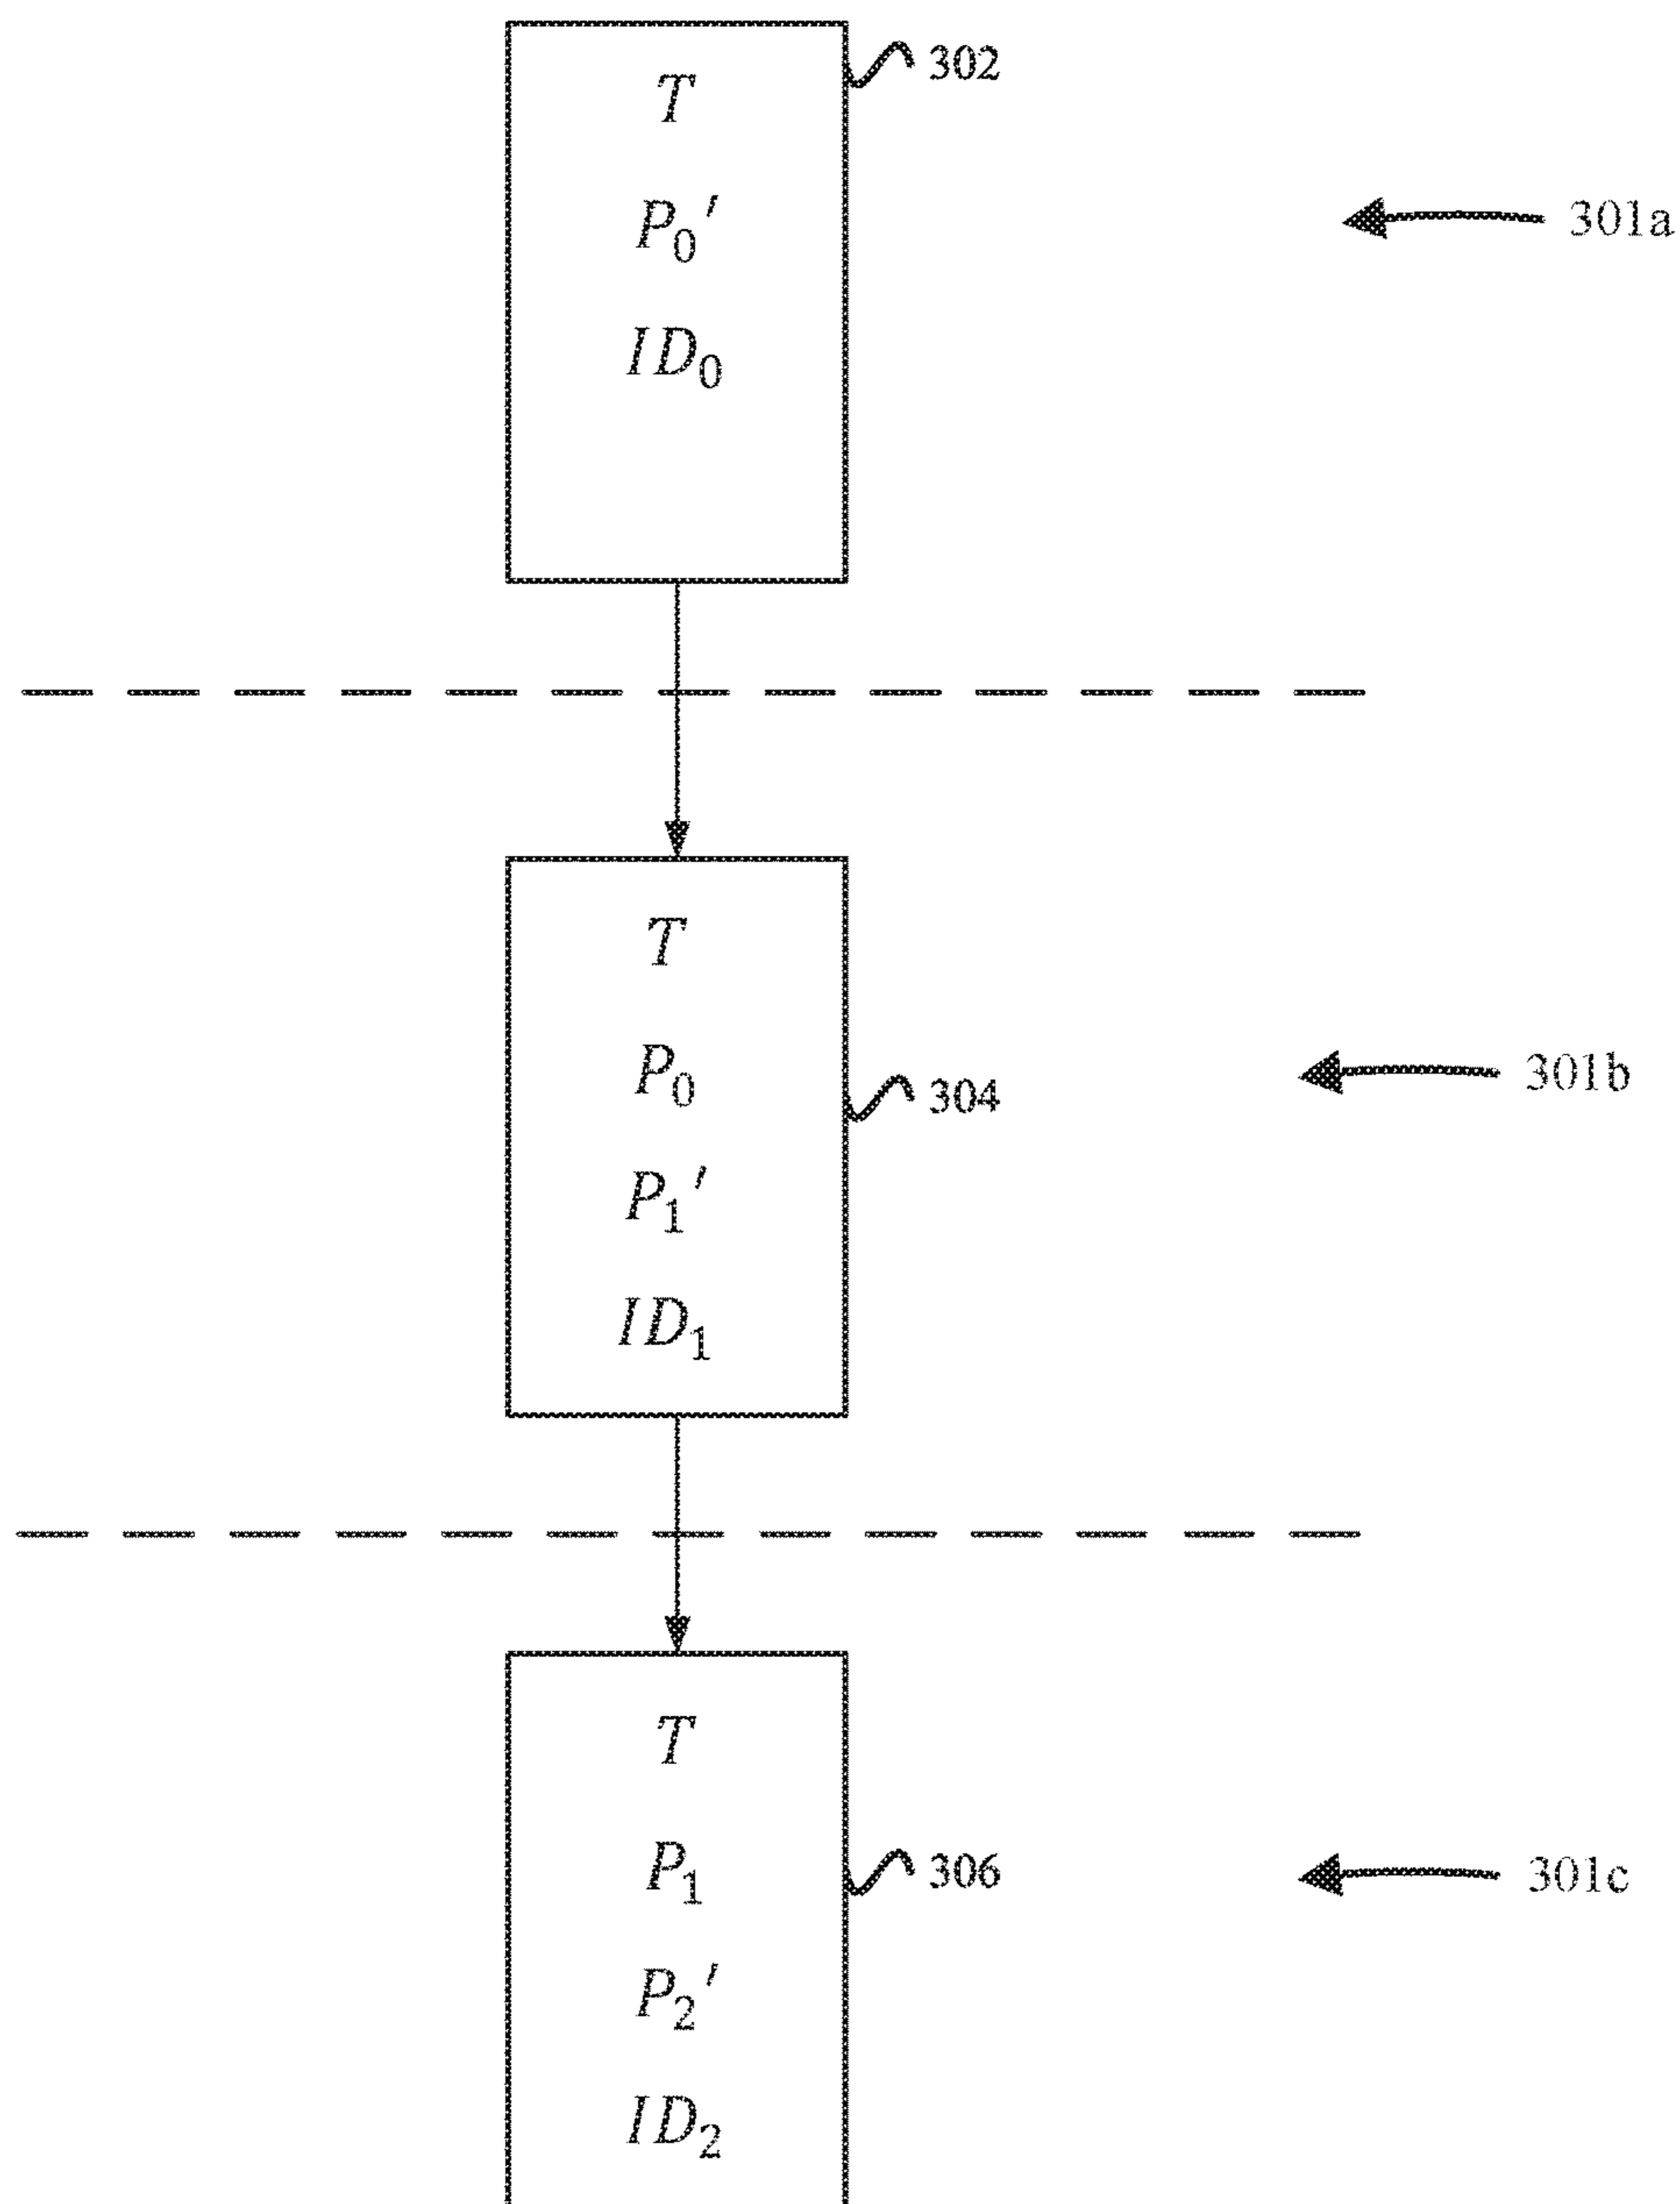 T
302
P₀′
301a
ID₀
T
P₀
301b
304
P₁′
ID₁
T
P₁
306
301c
P₂′
ID₂